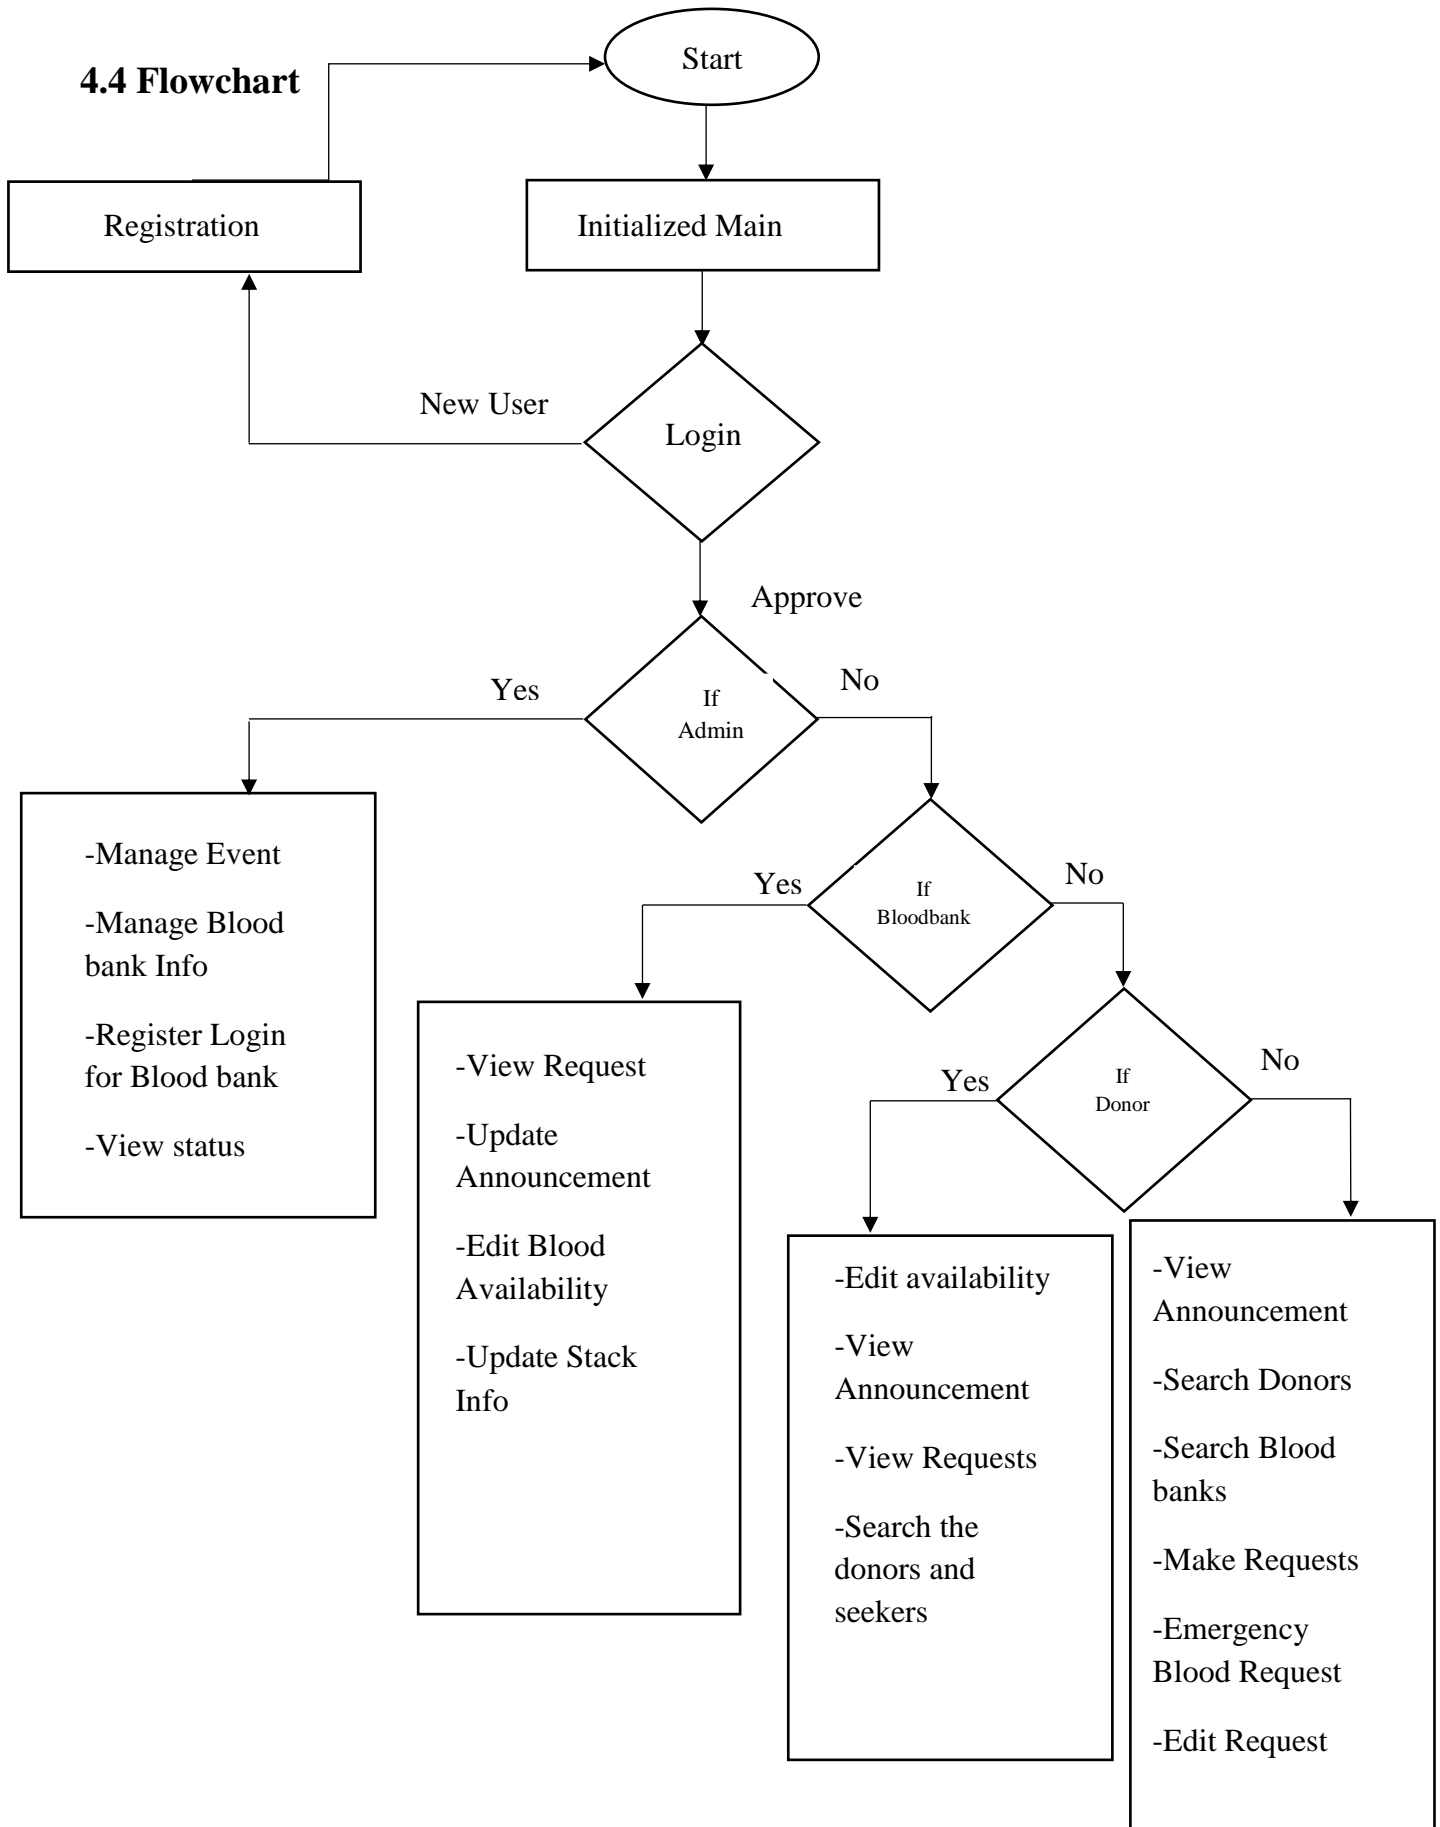 Start
4.4 Flowchart
Registration
Initialized Main
New User
Login
Approve
Yes
No
If
Admin
-Manage Event
-Manage Blood
bank Info
-Register Login
for Blood bank
-View status
Yes
No
If
Bloodbank
-View Request
-Update
Announcement
-Edit Blood
Availability
-Update Stack
Info
Yes
No
If
Donor
-Edit availability
-View
Announcement
-View Requests
-Search the
donors and
seekers
-View
Announcement
-Search Donors
-Search Blood
banks
-Make Requests
-Emergency
Blood Request
-Edit Request